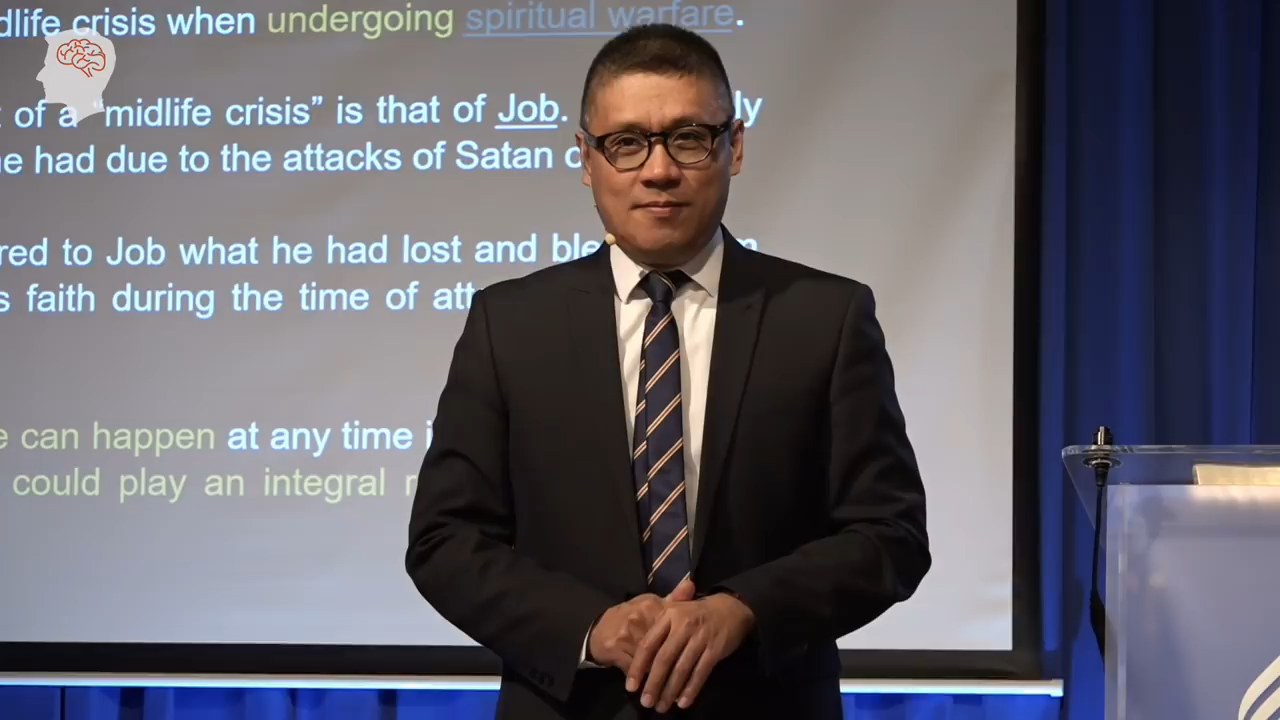 crisis when undergoing spiritual warfare.
of a "midlife crisis" is that of Job.
had due to the attacks of Satan
to Job what he had lost and
faith during the time of
can happen at any time
could play an integral